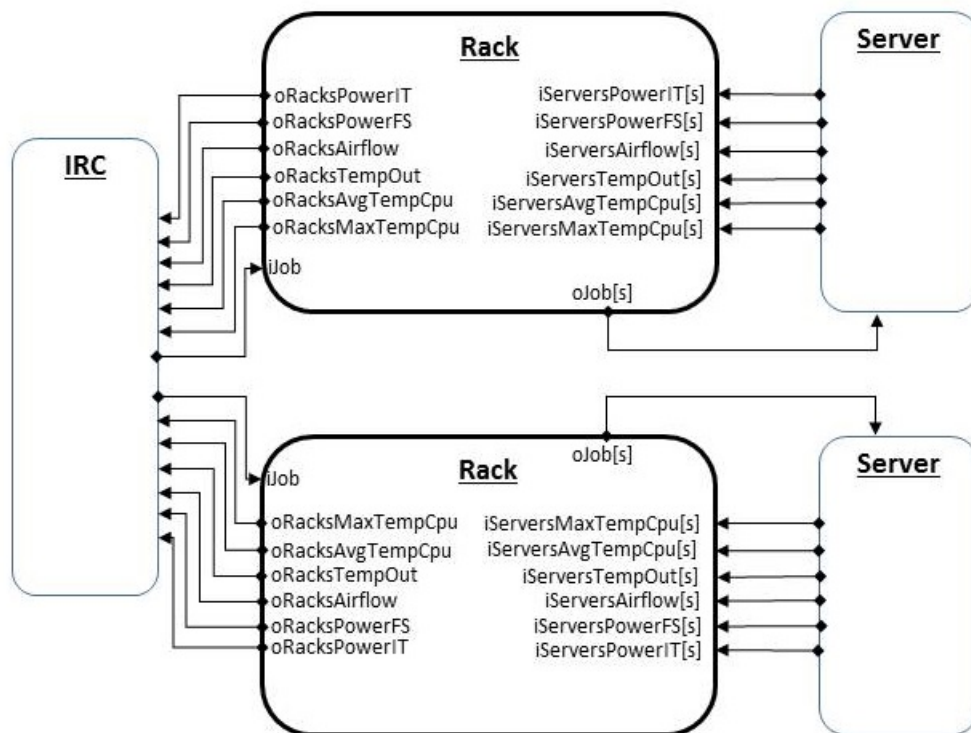 Rack
Server
oRacksPowerIT
iServersPowerIT[s]
oRacksPowerFS
iServersPowerFS[s]
IRC
oRacksAirflow
iServersAirflow[s]
oRacksTempOut
iServersTempOut[s]
oRacksAvgTempCpu
iServersAvgTempCpu[s]
oRacksMaxTempCpu
iServersMaxTempCpu[s]
iJob
oJob[s]
oJob[s]
Rack
Server
iJob
oRacksMaxTempCpu
iServersMaxTempCpu[s]
oRacksAvgTempCpu
iServersAvgTempCpu[s]
oRacksTempOut
iServersTempOut[s]
oRacksAirflow
iServersAirflow[s]
oRacksPowerFS
iServersPowerFS[s]
oRacksPowerIT
iServersPowerIT[s]